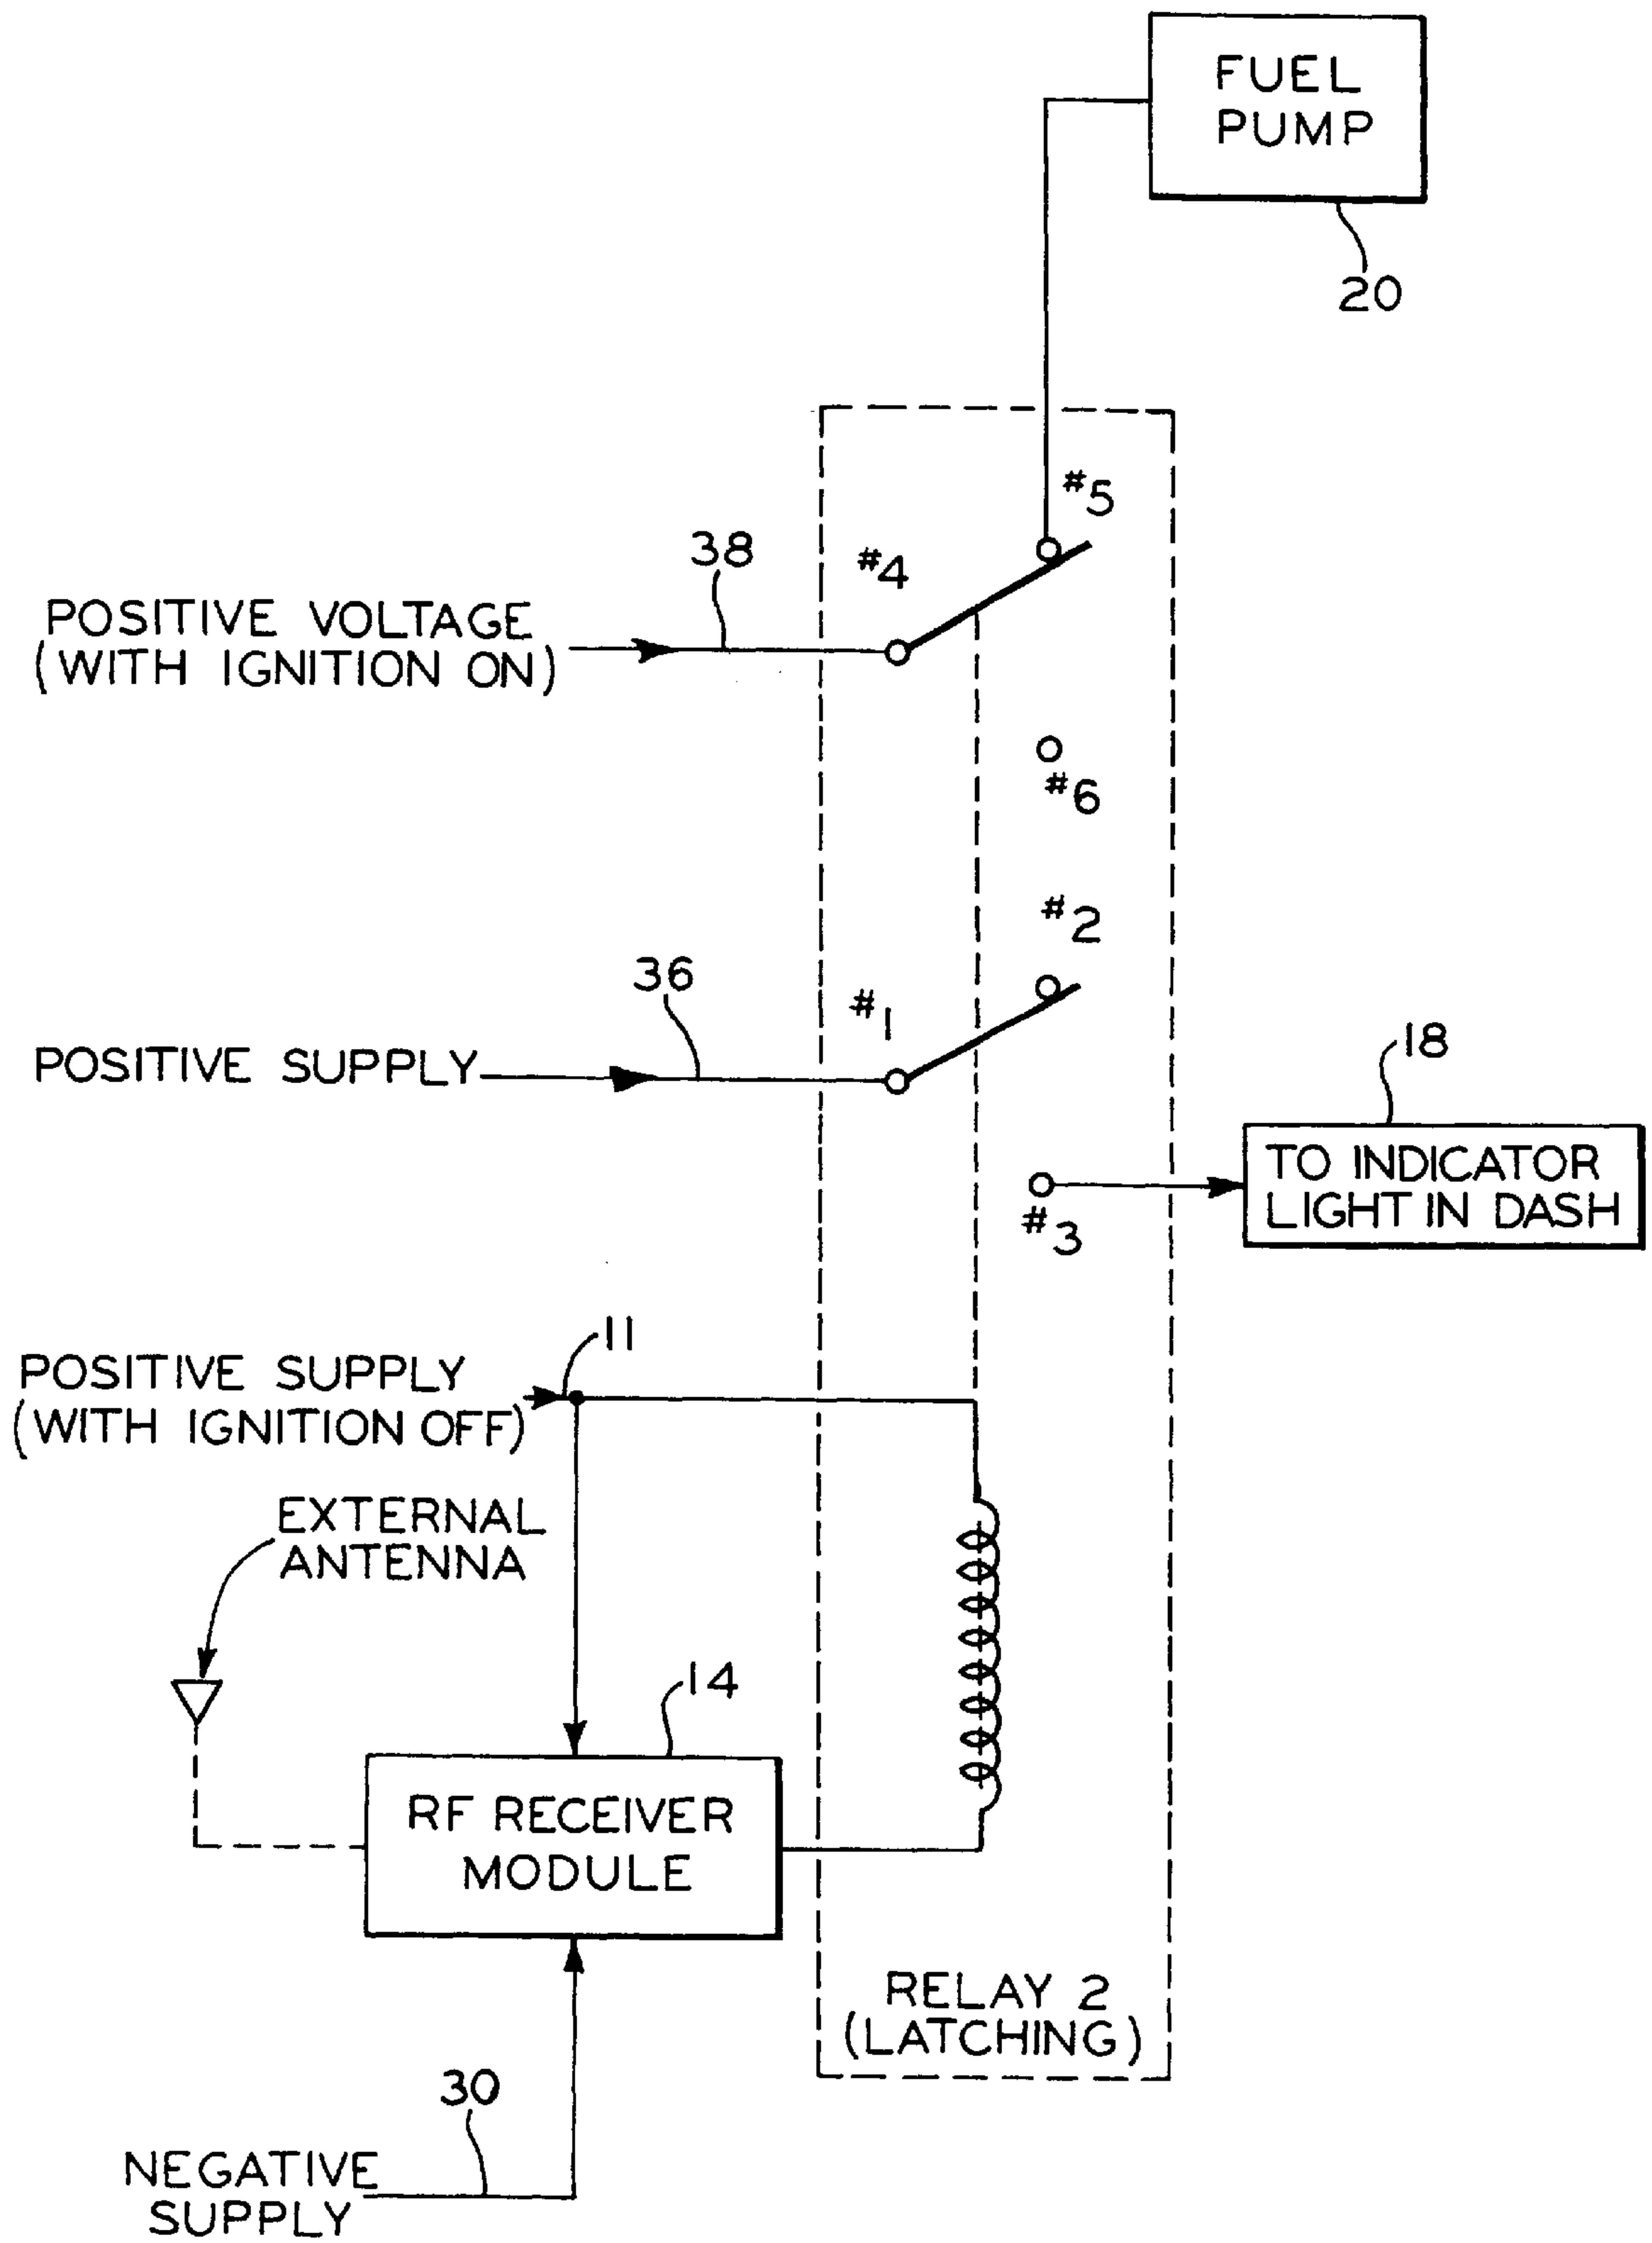 FUEL
PUMP
20
#5
#4
38
POSITIVE VOLTAGE
(WITH IGNITION ON)
#6
#2
36
#1
POSITIVE SUPPLY
18
TO INDICATOR
LIGHT IN DASH
#3
11
POSITIVE SUPPLY
(WITH IGNITION OFF)
EXTERNAL
ANTENNA
14
RF RECEIVER
MODULE
RELAY 2
(LATCHING)
30
NEGATIVE
SUPPLY